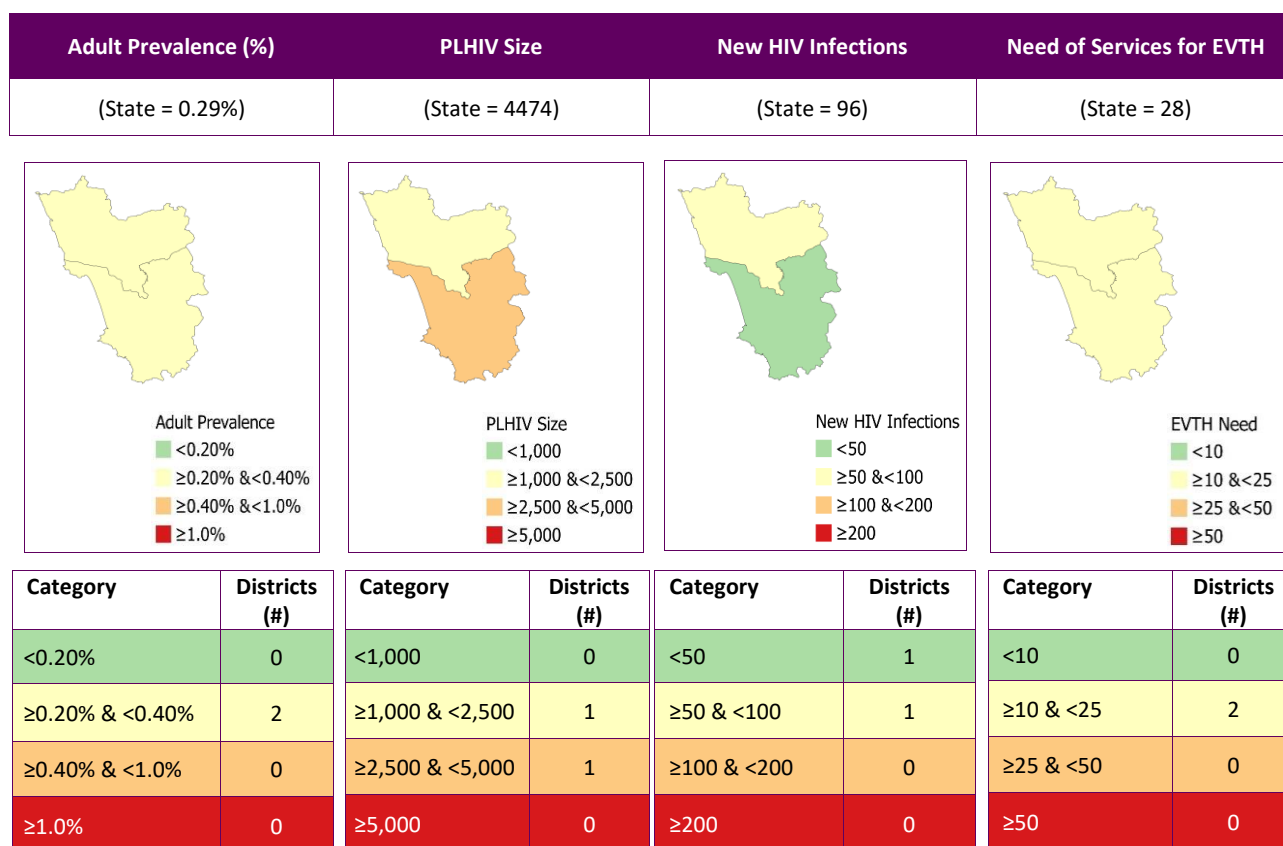 Adult Prevalence (%) PLHIV Size New HIV Infections Need of Services for EVTH
(State = 0.29%) (State = 4474) (State = 96) (State = 28)
Adult Prevalence
<0.20%
≥0.20% &<0.40%
≥0.40% &<1.0%
≥1.0%
PLHIV Size
<1,000
≥1,000 &<2,500
≥2,500 &<5,000
≥5,000
New HIV Infections
<50
≥50 &<100
≥100 &<200
≥200
EVTH Need
<10
≥10 &<25
≥25 &<50
≥50
Category Districts
(#)
<0.20% 0
≥0.20% & <0.40% 2
≥0.40% & <1.0% 0
≥1.0% 0
Category Districts
(#)
<1,000 0
≥1,000 & <2,500 1
≥2,500 & <5,000 1
≥5,000 0
Category Districts
(#)
<50 1
≥50 & <100 1
≥100 & <200 0
≥200 0
Category Districts
(#)
<10 0
≥10 & <25 2
≥25 & <50 0
≥50 0